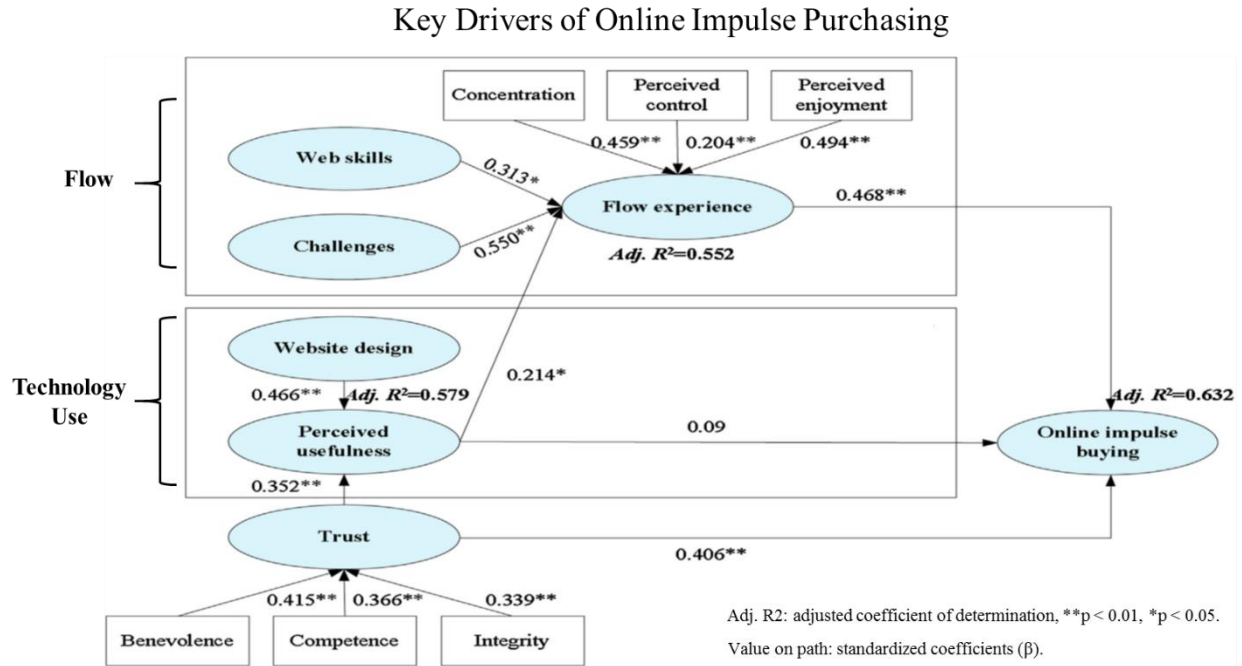 Key Drivers of Online Impulse Purchasing
Concentration
Perceived
control
Perceived
enjoyment
0.459**
0.204**
0.494**
Flow
Web skills
0.313*
Flow experience
0.468**
Challenges
0.550**
Adj. R²=0.552
Technology
Use
Website design
0.466**
Adj. R²=0.579
0.214*
Adj. R²=0.632
Perceived
usefulness
0.09
Online impulse
buying
0.352**
Trust
0.406**
0.415**
0.366**
0.339**
Benevolence
Competence
Integrity
Adj. R2: adjusted coefficient of determination, **p < 0.01, *p < 0.05.
Value on path: standardized coefficients (β).